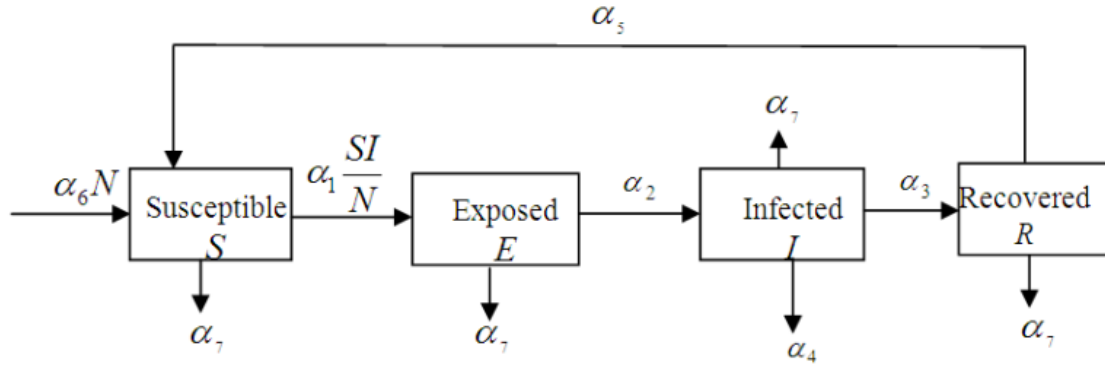 α₅
α₇
α₆N
Susceptible
S
α₁ SI/N
Exposed
E
α₂
Infected
I
α₃
Recovered
R
α₇
α₇
α₄
α₇